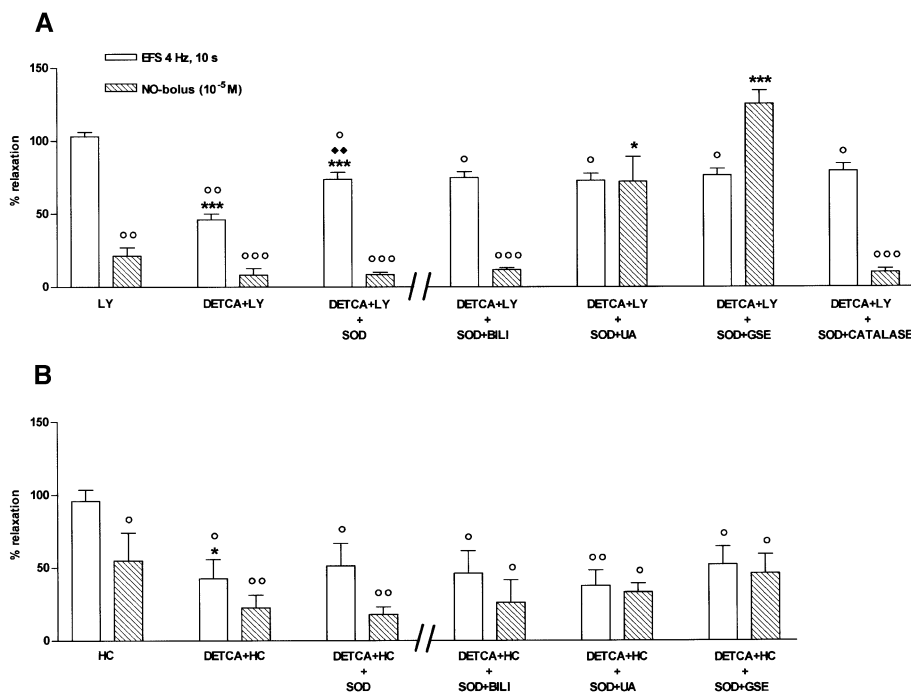 A
EFS 4 Hz, 10 s
NO-bolus (10⁻⁵ M)
150
100
50
0
% relaxation
°° 
*** °°
°°°
°
♦♦
***
°°°
°
°°°
°
*
°
***
°
°°°
LY
DETCA+LY
DETCA+LY
+
SOD
DETCA+LY
+
SOD+BILI
DETCA+LY
+
SOD+UA
DETCA+LY
+
SOD+GSE
DETCA+LY
+
SOD+CATALASE
B
150
100
50
0
% relaxation
°
°
*
°°
°
°°
°
°
°°
°
°
°
HC
DETCA+HC
DETCA+HC
+
SOD
DETCA+HC
+
SOD+BILI
DETCA+HC
+
SOD+UA
DETCA+HC
+
SOD+GSE